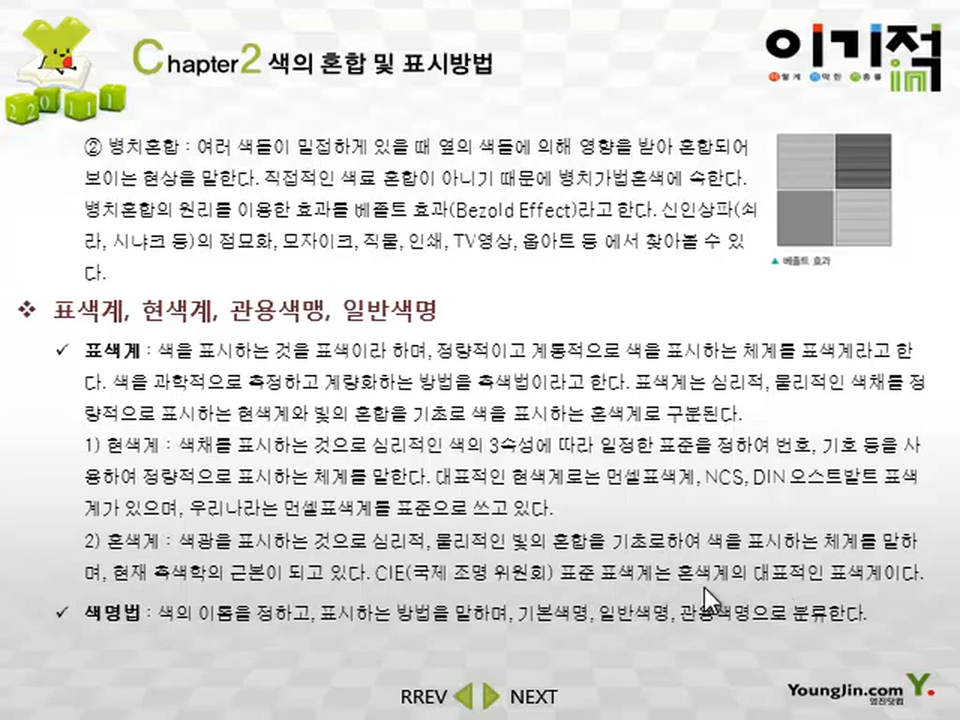 Chapter2 색의 혼합 및 표시방법
이기적in
2011
② 병치혼합 : 여러 색들이 밀접하게 있을 때 옆의 색들에 의해 영향을 받아 혼합되어
보이는 현상을 말한다. 직접적인 색료 혼합이 아니기 때문에 병치가법혼색에 속한다.
병치혼합의 원리를 이용한 효과를 베졸트 효과(Bezold Effect)라고 한다. 신인상파(쇠
라, 시냐크 등)의 점묘화, 모자이크, 직물, 인쇄, TV영상, 옵아트 등 에서 찾아볼 수 있
다.
▲ 베졸트 효과
❖ 표색계, 현색계, 관용색맹, 일반색명
✓ 표색계 : 색을 표시하는 것을 표색이라 하며, 정량적이고 계통적으로 색을 표시하는 체계를 표색계라고 한
다. 색을 과학적으로 측정하고 계량화하는 방법을 측색법이라고 한다. 표색계는 심리적, 물리적인 색채를 정
량적으로 표시하는 현색계와 빛의 혼합을 기초로 색을 표시하는 혼색계로 구분된다.
1) 현색계 : 색채를 표시하는 것으로 심리적인 색의 3속성에 따라 일정한 표준을 정하여 번호, 기호 등을 사
용하여 정량적으로 표시하는 체계를 말한다. 대표적인 현색계로는 먼셀표색계, NCS, DIN 오스트발트 표색
계가 있으며, 우리나라는 먼셀표색계를 표준으로 쓰고 있다.
2) 혼색계 : 색광을 표시하는 것으로 심리적, 물리적인 빛의 혼합을 기초로하여 색을 표시하는 체계를 말하
며, 현재 측색학의 근본이 되고 있다. CIE(국제 조명 위원회) 표준 표색계는 혼색계의 대표적인 표색계이다.
✓ 색명법 : 색의 이름을 정하고, 표시하는 방법을 말하며, 기본색명, 일반색명, 관용색명으로 분류한다.
RREV NEXT
YoungJin.com Y.
영진닷컴